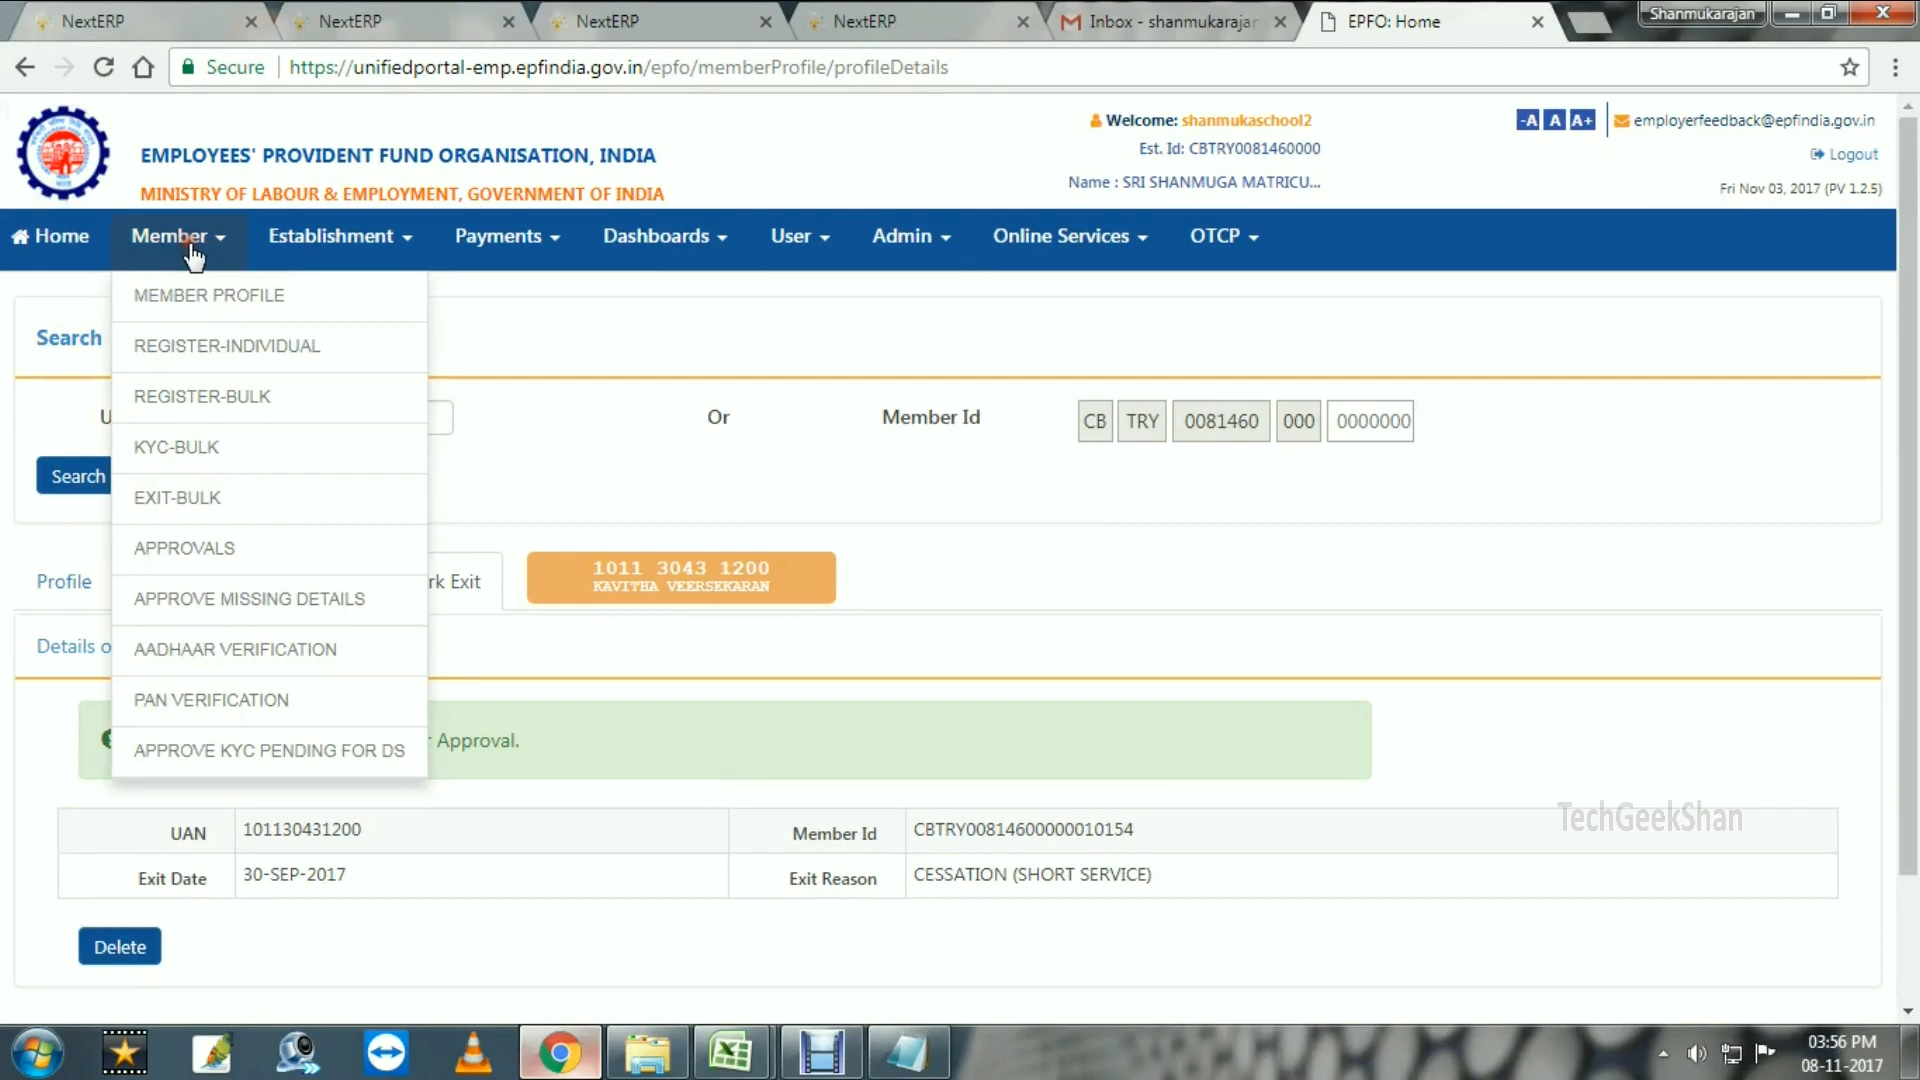 NextERP
NextERP
NextERP
NextERP
Inbox - shanmukarajan
EPFO: Home
Shanmukarajan
Secure
https://unifiedportal-emp.epfindia.gov.in/epfo/memberProfile/profileDetails
EMPLOYEES' PROVIDENT FUND ORGANISATION, INDIA
MINISTRY OF LABOUR & EMPLOYMENT, GOVERNMENT OF INDIA
Welcome: shanmukaschool2
Est. Id: CBTRY0081460000
Name : SRI SHANMUGA MATRICU...
-A A A+
employerfeedback@epfindia.gov.in
Logout
Fri Nov 03, 2017 (PV 1.2.5)
Home
Member
Establishment
Payments
Dashboards
User
Admin
Online Services
OTCP
MEMBER PROFILE
REGISTER-INDIVIDUAL
REGISTER-BULK
KYC-BULK
EXIT-BULK
APPROVALS
APPROVE MISSING DETAILS
AADHAAR VERIFICATION
PAN VERIFICATION
APPROVE KYC PENDING FOR DS
Search
U
Or
Member Id
CB TRY 0081460 000 0000000
Search
Profile
rk Exit
1011 3043 1200
KAVITHA VEERSEKARAN
Details o
r Approval.
UAN
101130431200
Member Id
CBTRY00814600000010154
Exit Date
30-SEP-2017
Exit Reason
CESSATION (SHORT SERVICE)
TechGeekShan
Delete
03:56 PM
08-11-2017